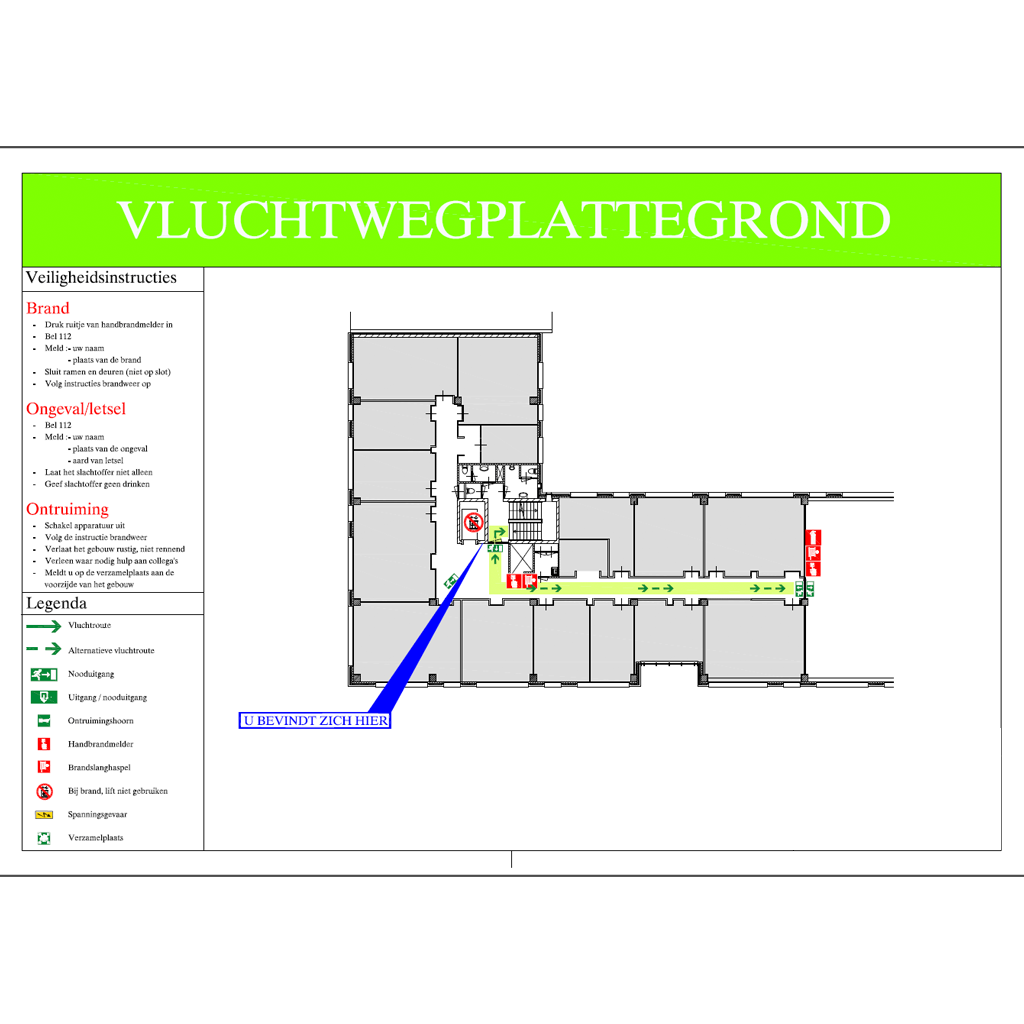 VLUCHTWEGPLATTEGROND
Veiligheidsinstructies
Brand
- Druk ruitje van handbrandmelder in
- Bel 112
- Meld :- uw naam
- plaats van de brand
- Sluit ramen en deuren (niet op slot)
- Volg instructies brandweer op
Ongeval/letsel
- Bel 112
- Meld :- uw naam
- plaats van de ongeval
- aard van letsel
- Laat het slachtoffer niet alleen
- Geef slachtoffer geen drinken
Ontruiming
- Schakel apparatuur uit
- Volg de instructie brandweer
- Verlaat het gebouw rustig, niet rennend
- Verleen waar nodig hulp aan collega's
- Meldt u op de verzamelplaats aan de
voorzijde van het gebouw
Legenda
Vluchtroute
Alternatieve vluchtroute
Nooduitgang
Uitgang / nooduitgang
Ontruimingshoorn
Handbrandmelder
Brandslanghaspel
Bij brand, lift niet gebruiken
Spanningsgevaar
Verzamelplaats
U BEVINDT ZICH HIER